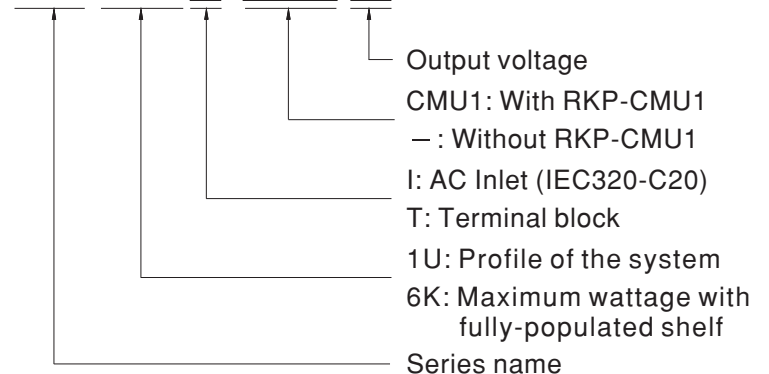 Output voltage
CMU1: With RKP-CMU1
– : Without RKP-CMU1
I: AC Inlet (IEC320-C20)
T: Terminal block
1U: Profile of the system
6K: Maximum wattage with
fully-populated shelf
Series name